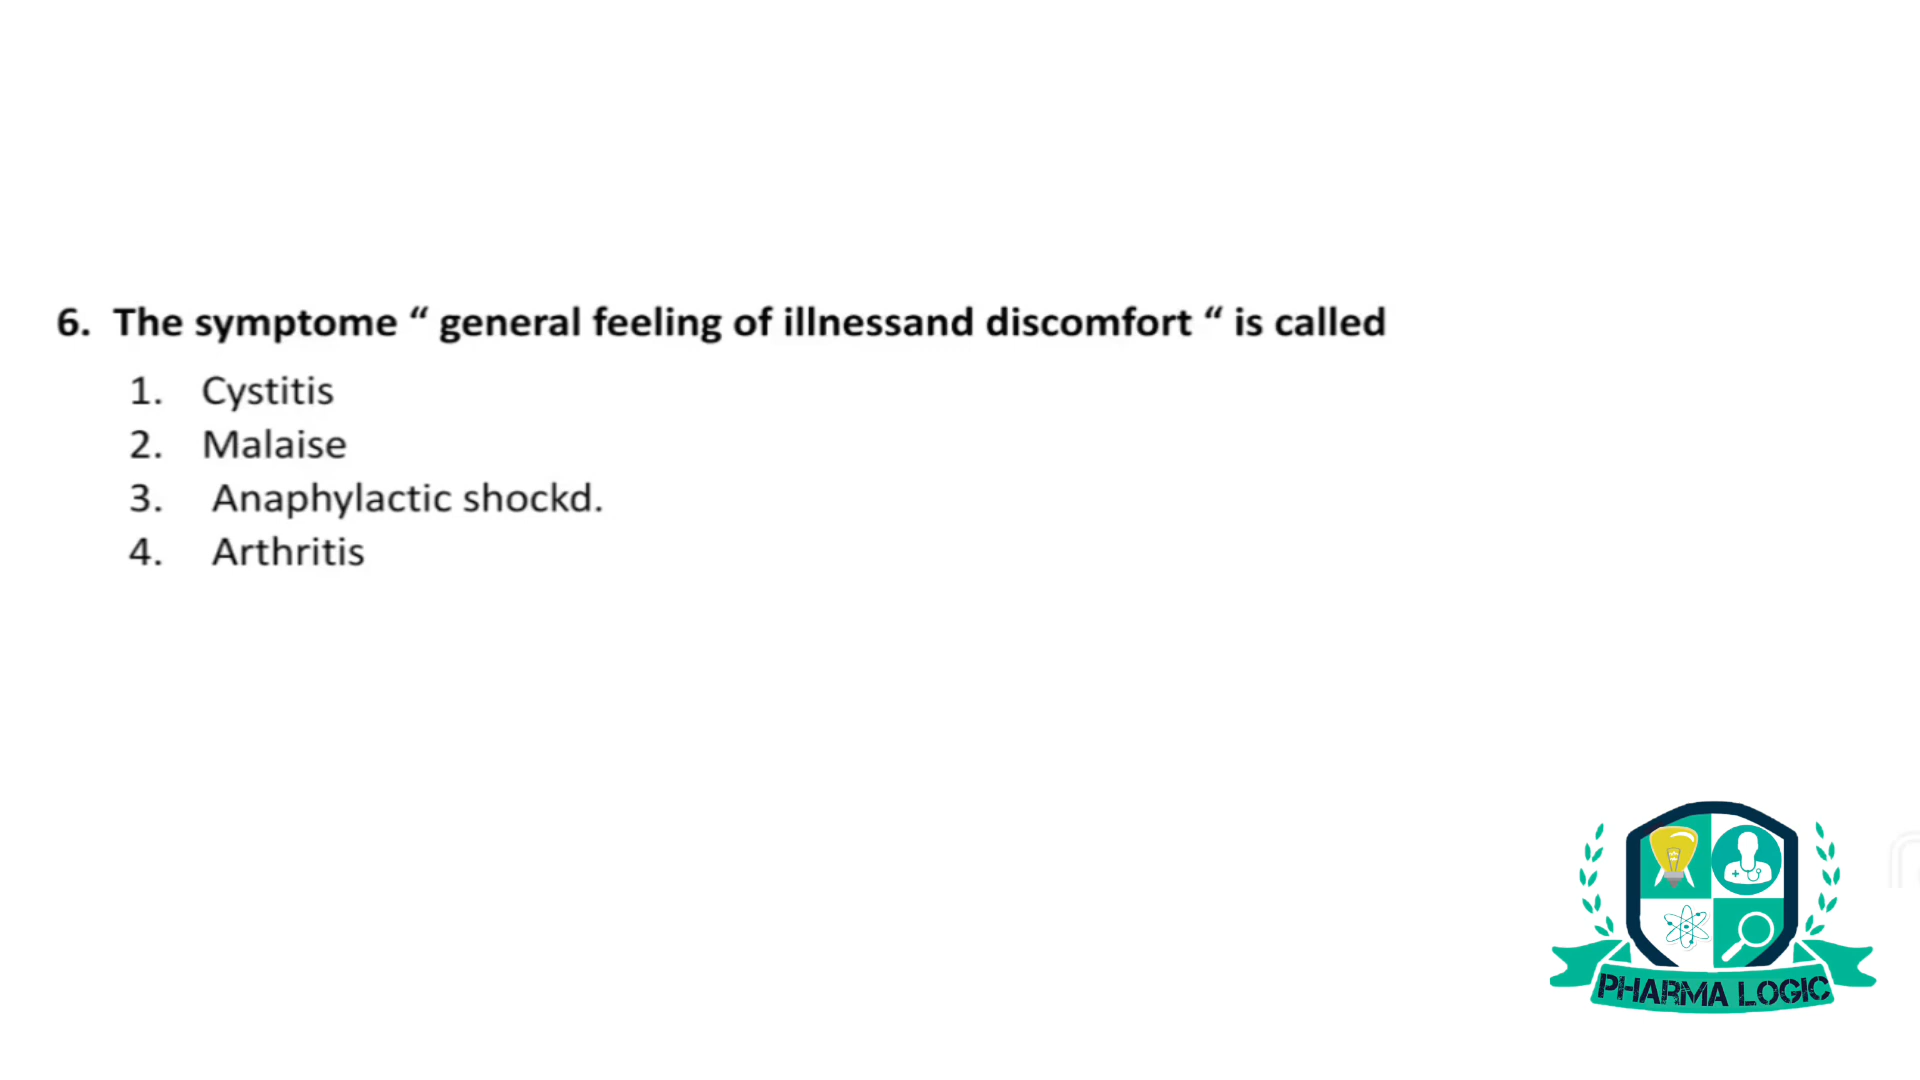 6. The symptome “ general feeling of illnessand discomfort “ is called
1. Cystitis
2. Malaise
3. Anaphylactic shockd.
4. Arthritis
PHARMA LOGIC